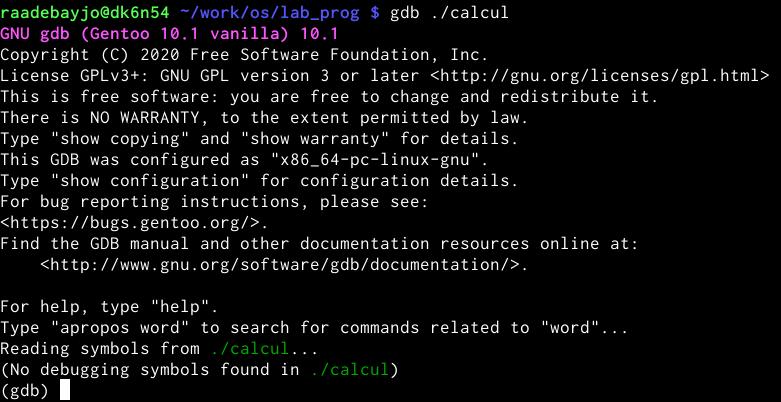 raadebayjo@dk6n54 ~/work/os/lab_prog $ gdb ./calcul
GNU gdb (Gentoo 10.1 vanilla) 10.1
Copyright (C) 2020 Free Software Foundation, Inc.
License GPLv3+: GNU GPL version 3 or later <http://gnu.org/licenses/gpl.html>
This is free software: you are free to change and redistribute it.
There is NO WARRANTY, to the extent permitted by law.
Type "show copying" and "show warranty" for details.
This GDB was configured as "x86_64-pc-linux-gnu".
Type "show configuration" for configuration details.
For bug reporting instructions, please see:
<https://bugs.gentoo.org/>.
Find the GDB manual and other documentation resources online at:
    <http://www.gnu.org/software/gdb/documentation/>.

For help, type "help".
Type "apropos word" to search for commands related to "word"...
Reading symbols from ./calcul...
(No debugging symbols found in ./calcul)
(gdb)